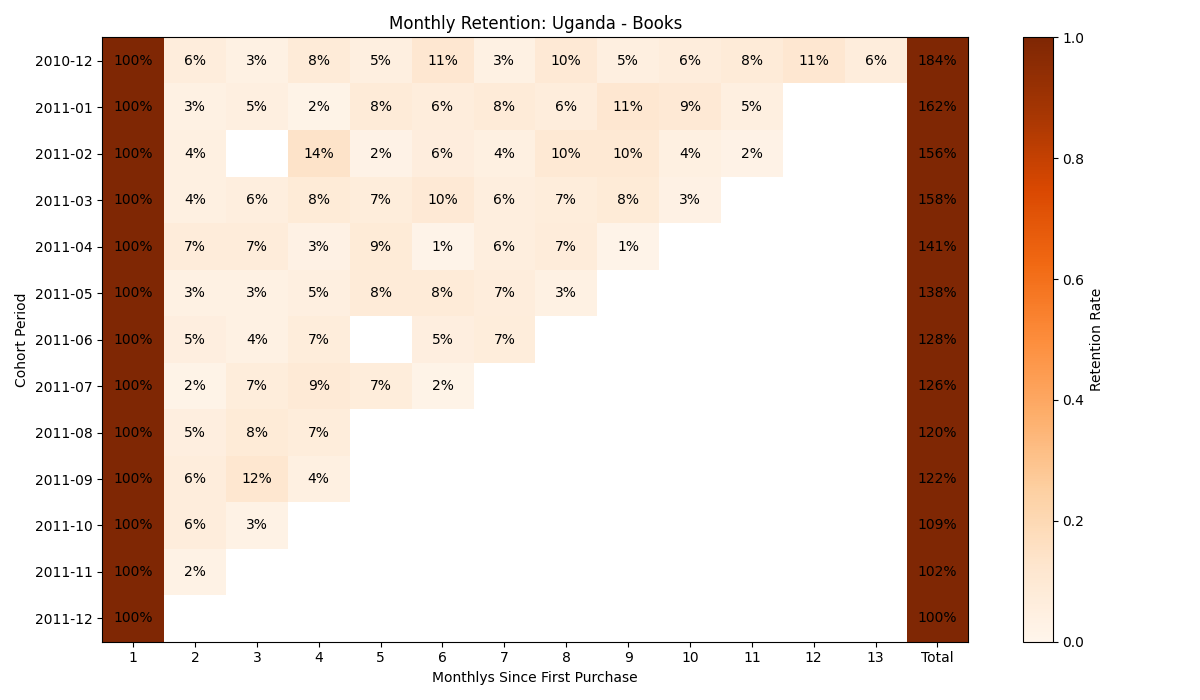 Monthly Retention: Uganda - Books
2010-12 100% 6% 3% 8% 5% 11% 3% 10% 5% 6% 8% 11% 6% 184%
2011-01 100% 3% 5% 2% 8% 6% 8% 6% 11% 9% 5% 162%
2011-02 100% 4% 14% 2% 6% 4% 10% 10% 4% 2% 156%
2011-03 100% 4% 6% 8% 7% 10% 6% 7% 8% 3% 158%
2011-04 100% 7% 7% 3% 9% 1% 6% 7% 1% 141%
2011-05 100% 3% 3% 5% 8% 8% 7% 3% 138%
2011-06 100% 5% 4% 7% 5% 7% 128%
2011-07 100% 2% 7% 9% 7% 2% 126%
2011-08 100% 5% 8% 7% 120%
2011-09 100% 6% 12% 4% 122%
2011-10 100% 6% 3% 109%
2011-11 100% 2% 102%
2011-12 100% 100%
1 2 3 4 5 6 7 8 9 10 11 12 13 Total
Monthlys Since First Purchase
Cohort Period
1.0
0.8
0.6
0.4
0.2
0.0
Retention Rate